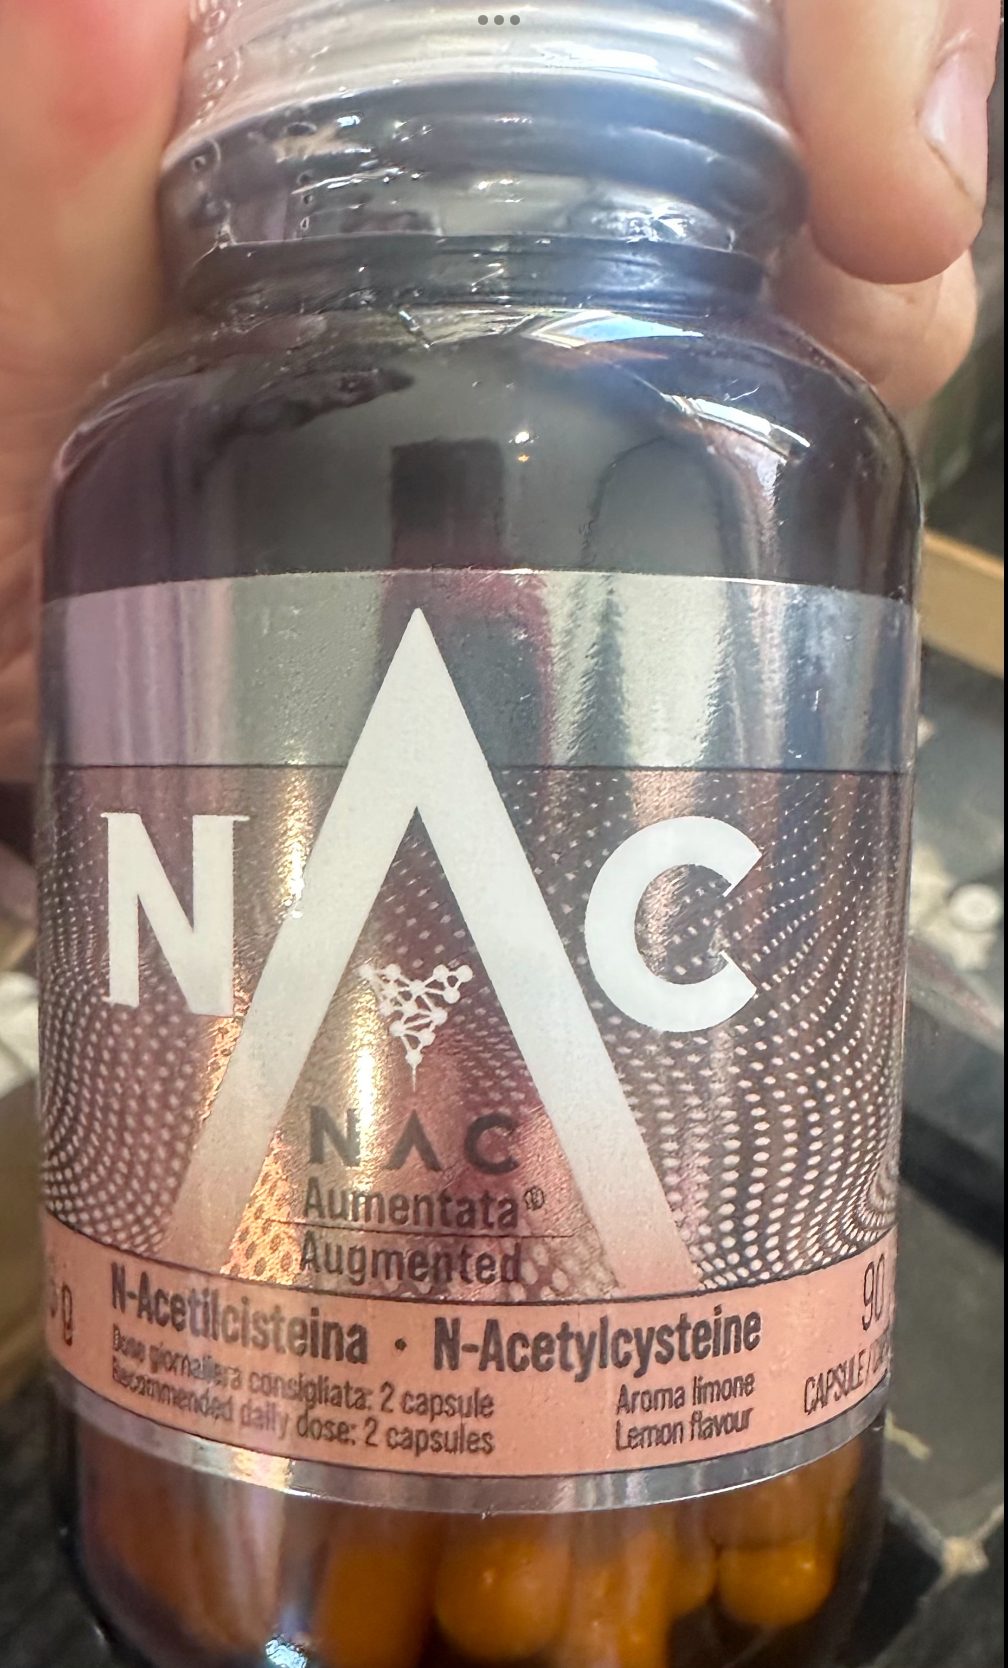 NAC
NAC
Aumentata®
Augmented
g
N-Acetilcisteina • N-Acetylcysteine
90
Dose giornaliera consigliata: 2 capsule
Recommended daily dose: 2 capsules
Aroma limone
Lemon flavour
CAPSULE /